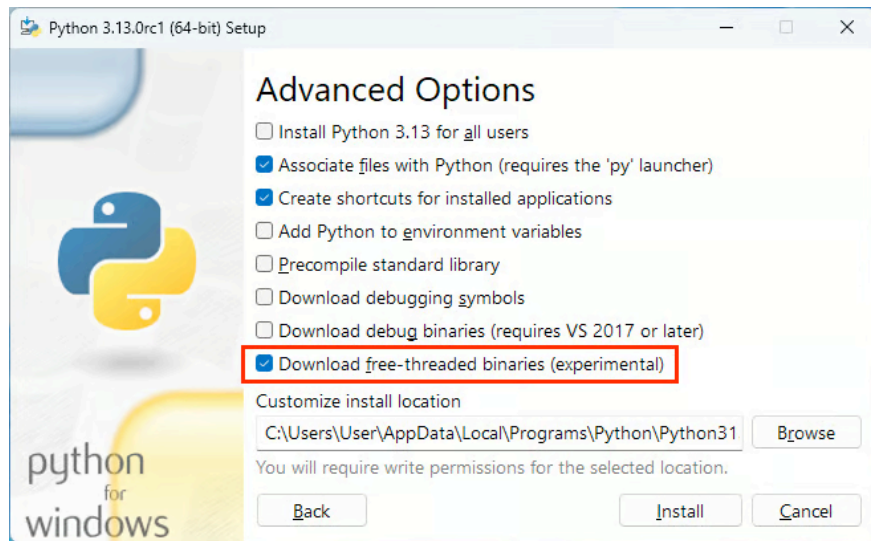 Python 3.13.0rc1 (64-bit) Setup
Advanced Options
Install Python 3.13 for all users
Associate files with Python (requires the 'py' launcher)
Create shortcuts for installed applications
Add Python to environment variables
Precompile standard library
Download debugging symbols
Download debug binaries (requires VS 2017 or later)
Download free-threaded binaries (experimental)
Customize install location
C:\Users\User\AppData\Local\Programs\Python\Python31
Browse
You will require write permissions for the selected location.
python
for
windows
Back
Install
Cancel